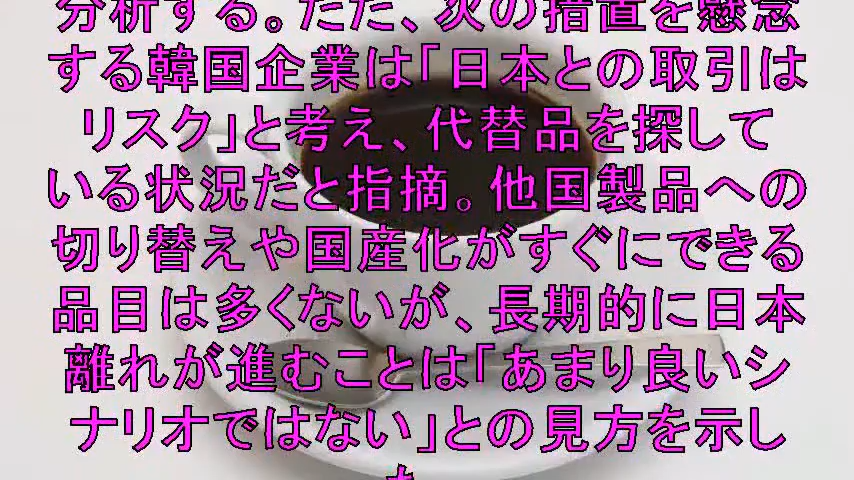 分析する。ただ、次の措置を懸念
する韓国企業は「日本との取引は
リスク」と考え、代替品を探して
いる状況だと指摘。他国製品への
切り替えや国産化がすぐにできる
品目は多くないが、長期的に日本
離れが進むことは「あまり良いシ
ナリオではない」との見方を示し
た。